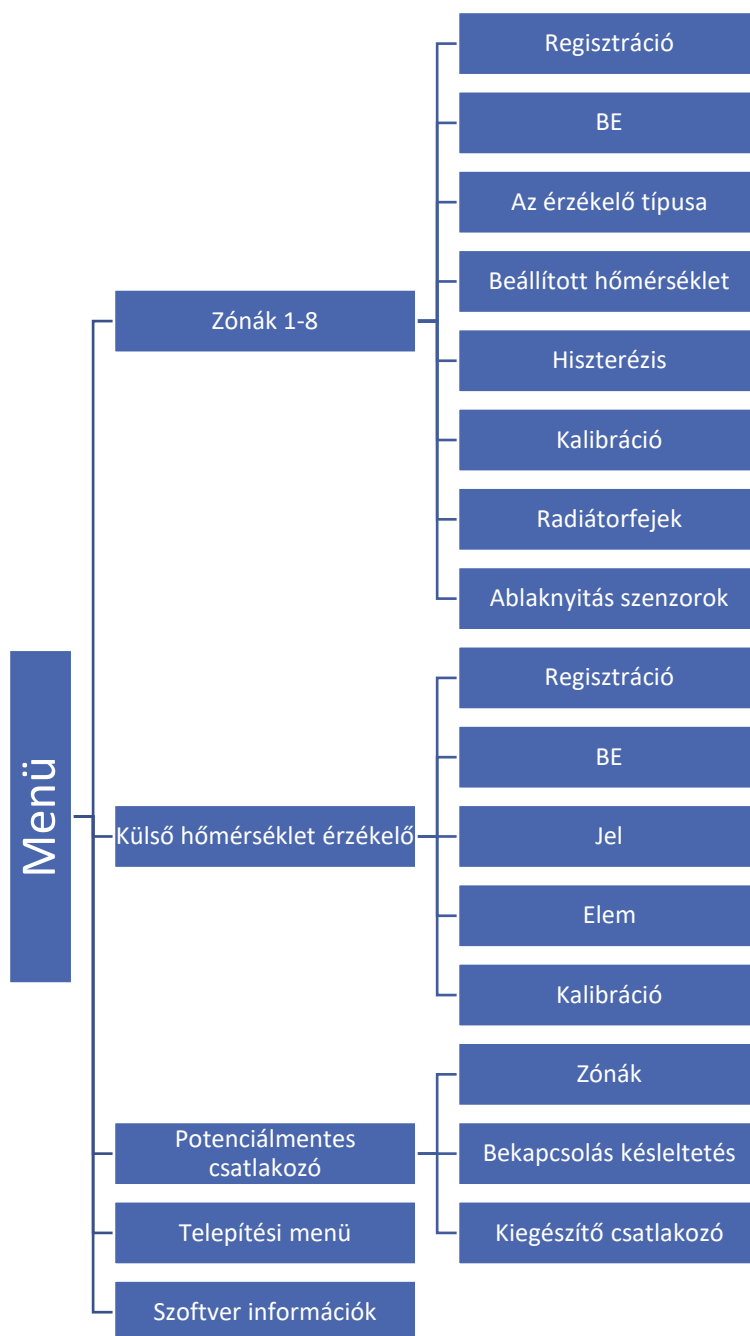 Menü
Zónák 1-8
Regisztráció
BE
Az érzékelő típusa
Beállított hőmérséklet
Hiszterézis
Kalibráció
Radiátorfejek
Ablaknyitás szenzorok
Külső hőmérséklet érzékelő
Regisztráció
BE
Jel
Elem
Kalibráció
Potenciálmentes
csatlakozó
Zónák
Bekapcsolás késleltetés
Kiegészítő csatlakozó
Telepítési menü
Szoftver információk